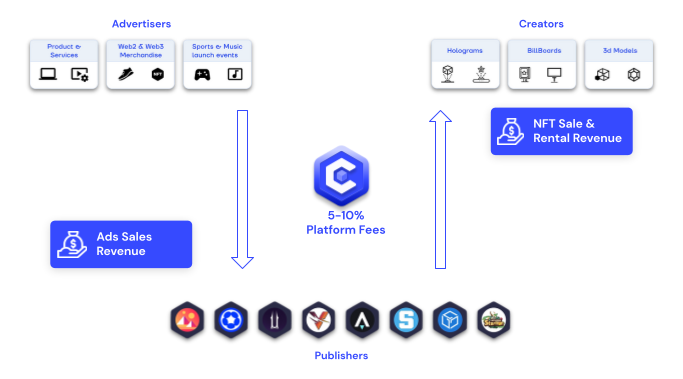 Advertisers
Creators
Product &
Services
Web2 & Web3
Merchandise
Sports & Music
launch events
Holograms
BillBoards
3d Models
NFT
NFT Sale &
Rental Revenue
5-10%
Platform Fees
Ads Sales
Revenue
Publishers